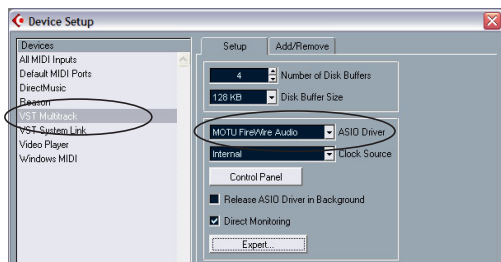 Device Setup
Devices
All MIDI Inputs
Default MIDI Ports
DirectMusic
Reason
VST Multitrack
VST System Link
Video Player
Windows MIDI
Setup
Add/Remove
4 Number of Disk Buffers
128 KB Disk Buffer Size
MOTU FireWire Audio ASIO Driver
Internal Clock Source
Control Panel
Release ASIO Driver in Background
Direct Monitoring
Expert...